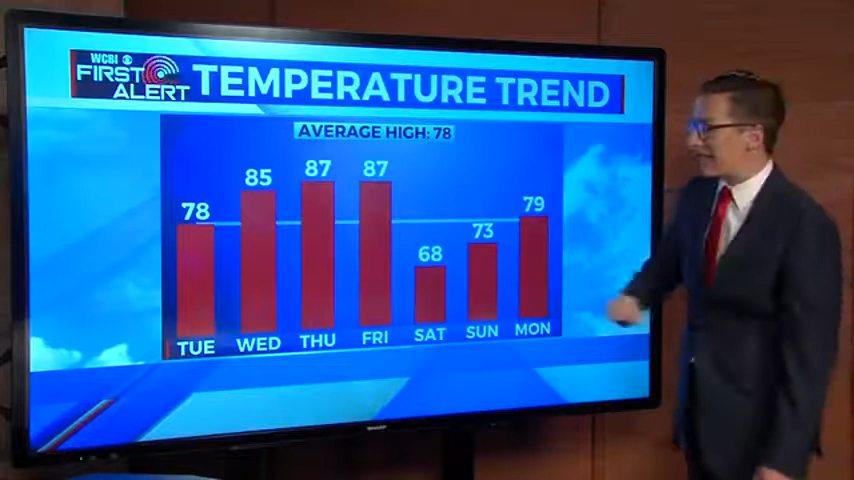 WCBI
FIRST
ALERT
TEMPERATURE TREND
AVERAGE HIGH: 78
78 85 87 87 68 73 79
TUE WED THU FRI SAT SUN MON
SHARP